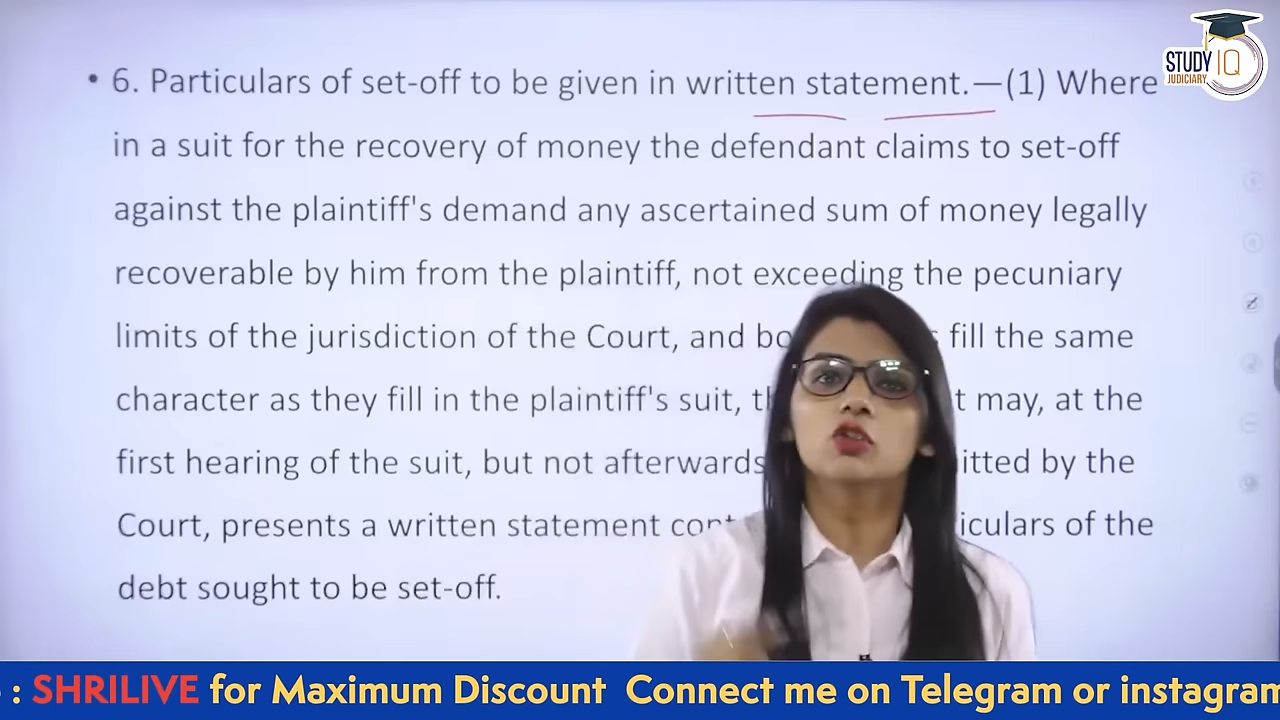 STUDY IQ
JUDICIARY
• 6. Particulars of set-off to be given in written statement.—(1) Where
in a suit for the recovery of money the defendant claims to set-off
against the plaintiff's demand any ascertained sum of money legally
recoverable by him from the plaintiff, not exceeding the pecuniary
limits of the jurisdiction of the Court, and bo fill the same
character as they fill in the plaintiff's suit, t may, at the
first hearing of the suit, but not afterwards itted by the
Court, presents a written statement cont iculars of the
debt sought to be set-off.
: SHRILIVE for Maximum Discount Connect me on Telegram or instagram